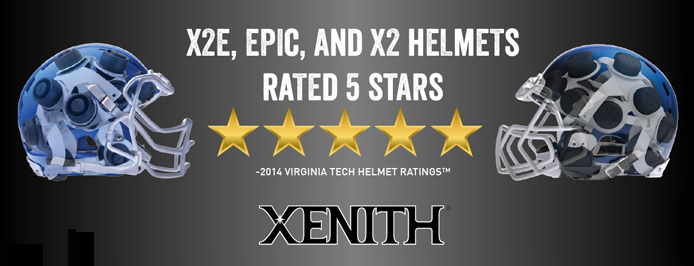 X2E, EPIC, AND X2 HELMETS
RATED 5 STARS
-2014 VIRGINIA TECH HELMET RATINGS™
XENITH®